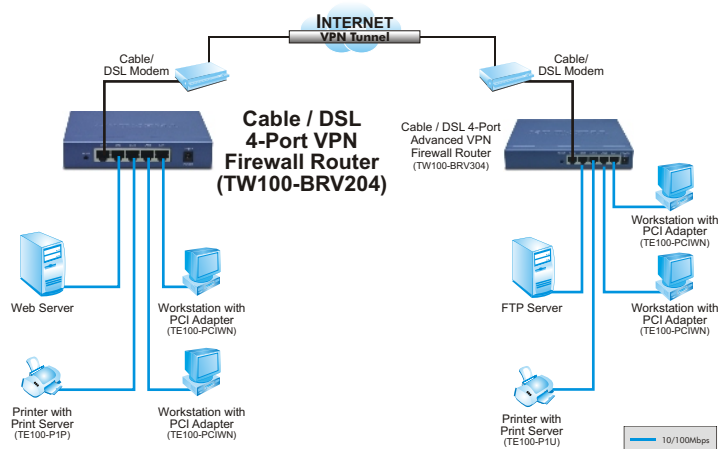 INTERNET
VPN Tunnel
Cable/
DSL Modem
Cable/
DSL Modem
Cable / DSL
4-Port VPN
Firewall Router
(TW100-BRV204)
Cable / DSL 4-Port
Advanced VPN
Firewall Router
(TW100-BRV304)
Web Server
Workstation with
PCI Adapter
(TE100-PCIWN)
Printer with
Print Server
(TE100-P1P)
Workstation with
PCI Adapter
(TE100-PCIWN)
Workstation with
PCI Adapter
(TE100-PCIWN)
FTP Server
Workstation with
PCI Adapter
(TE100-PCIWN)
Printer with
Print Server
(TE100-P1U)
10/100Mbps